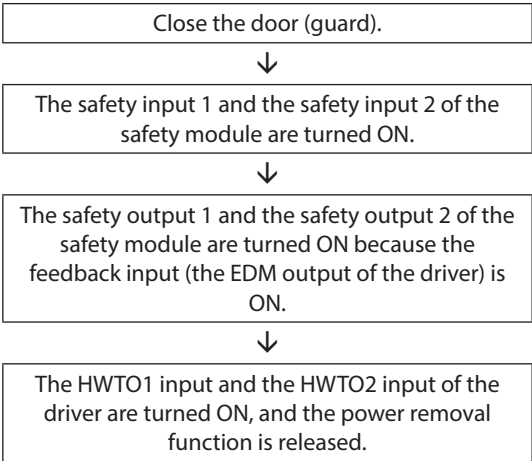 Close the door (guard).
↓
The safety input 1 and the safety input 2 of the
safety module are turned ON.
↓
The safety output 1 and the safety output 2 of the
safety module are turned ON because the
feedback input (the EDM output of the driver) is
ON.
↓
The HWTO1 input and the HWTO2 input of the
driver are turned ON, and the power removal
function is released.